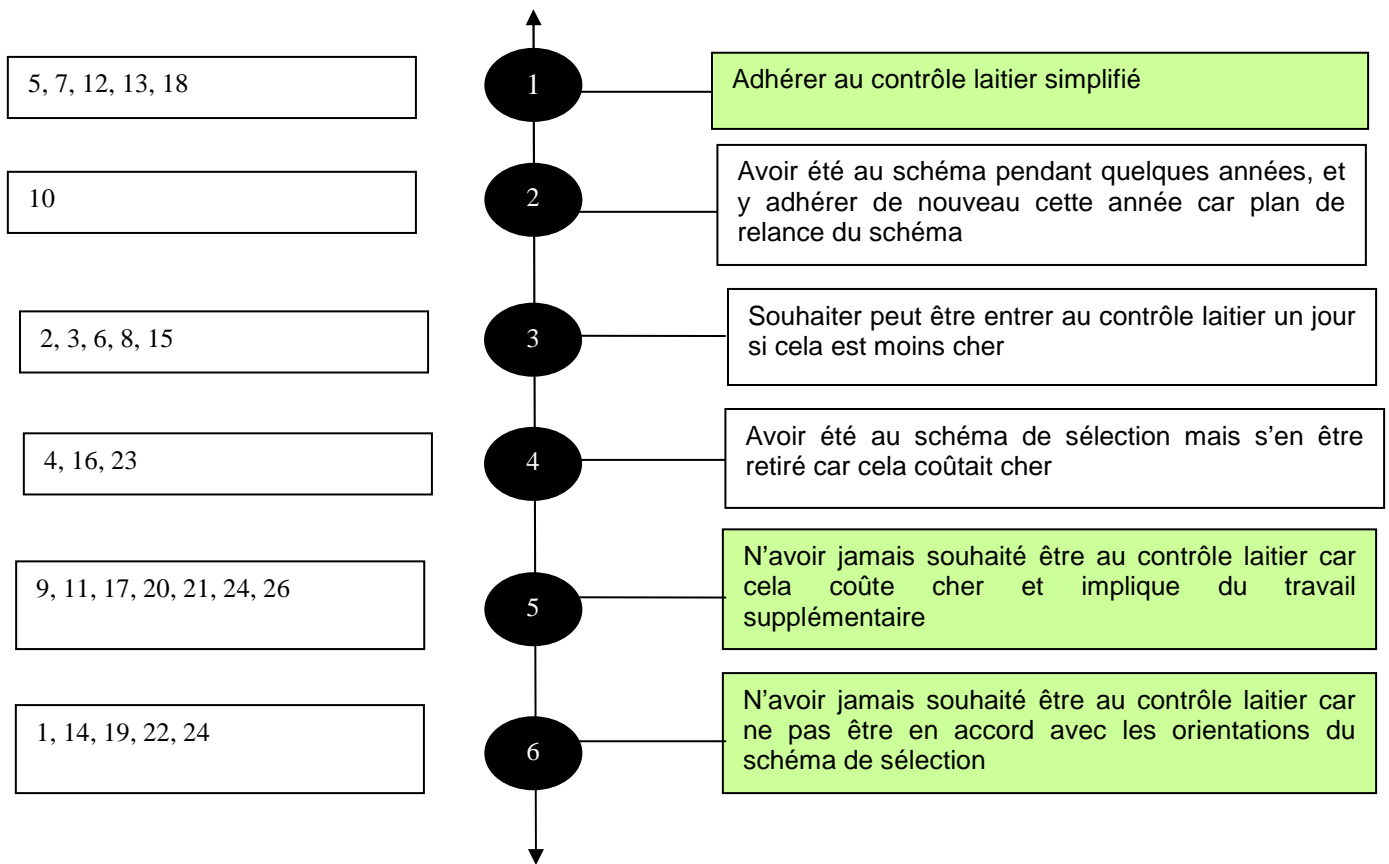 5, 7, 12, 13, 18
1
Adhérer au contrôle laitier simplifié
10
2
Avoir été au schéma pendant quelques années, et
y adhérer de nouveau cette année car plan de
relance du schéma
2, 3, 6, 8, 15
3
Souhaiter peut être entrer au contrôle laitier un jour
si cela est moins cher
4, 16, 23
4
Avoir été au schéma de sélection mais s’en être
retiré car cela coûtait cher
9, 11, 17, 20, 21, 24, 26
5
N’avoir jamais souhaité être au contrôle laitier car
cela coûte cher et implique du travail
supplémentaire
1, 14, 19, 22, 24
6
N’avoir jamais souhaité être au contrôle laitier car
ne pas être en accord avec les orientations du
schéma de sélection